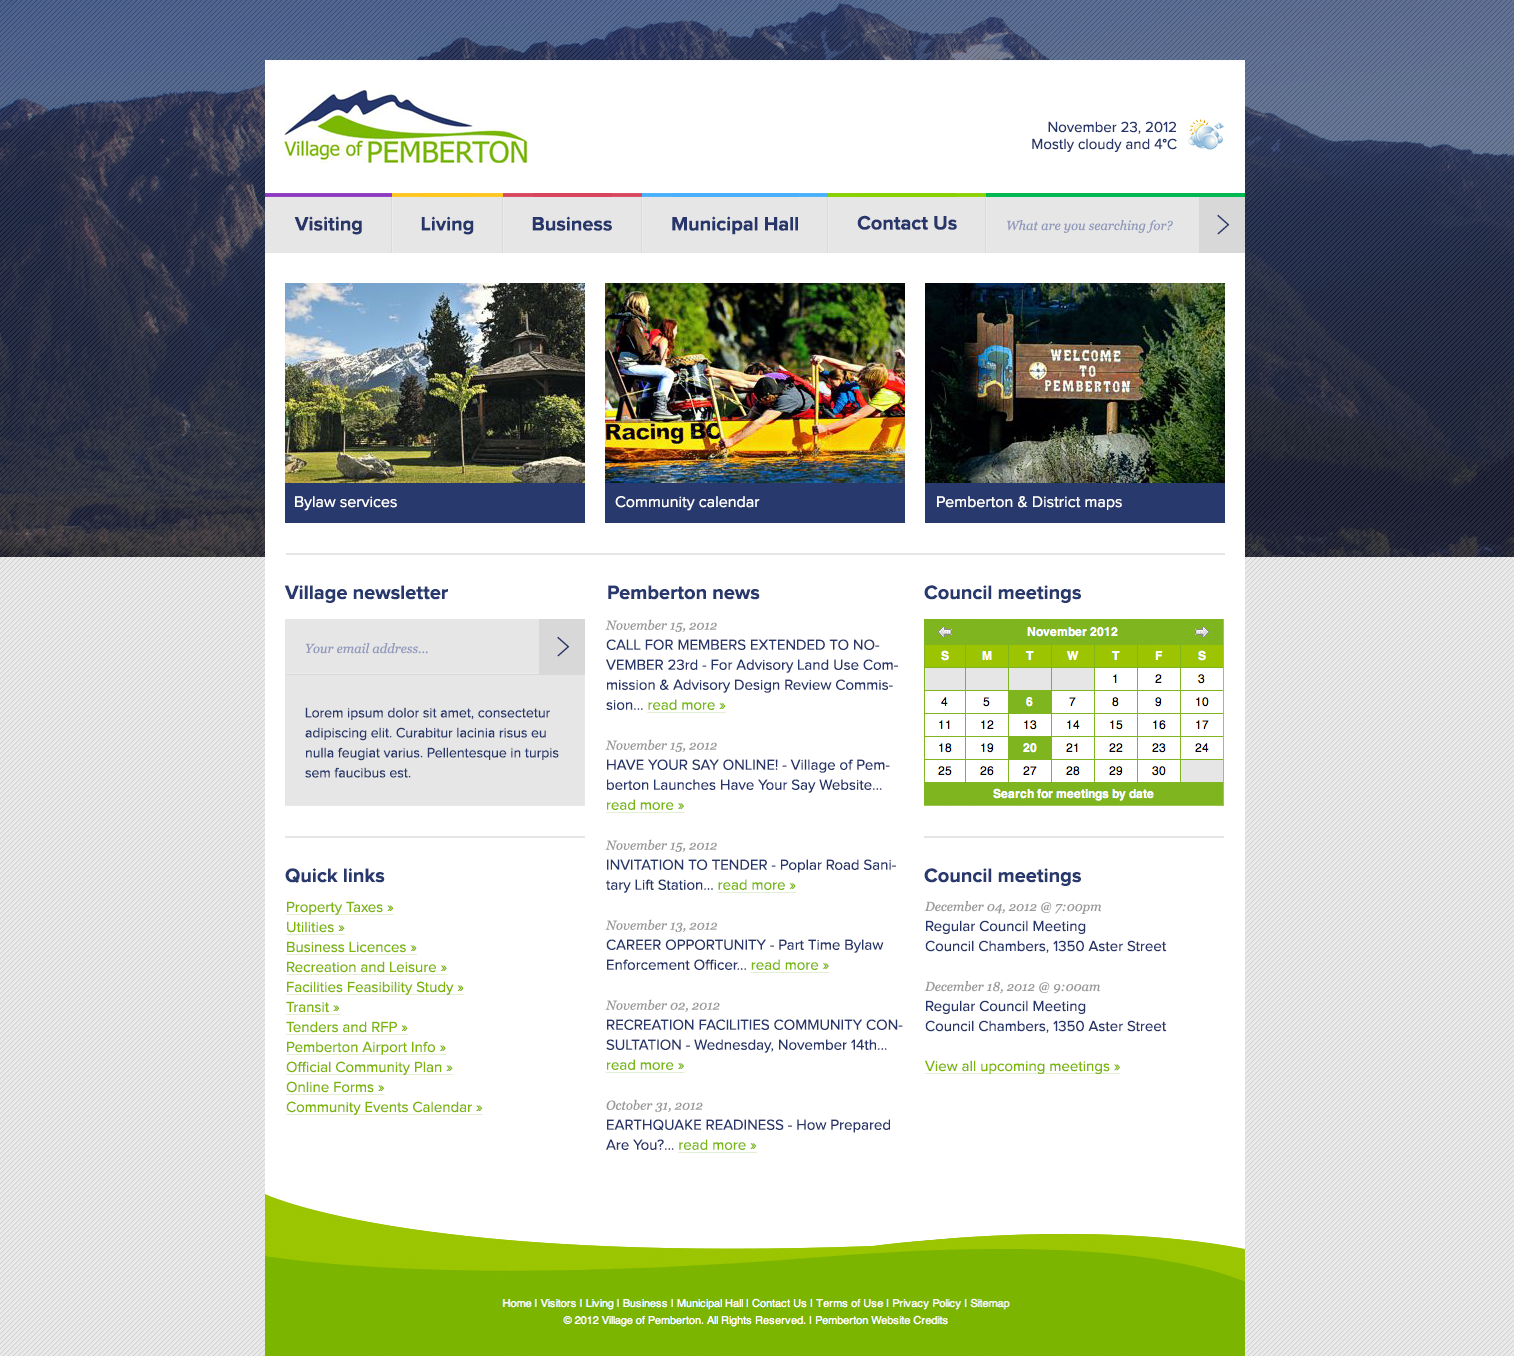 Village of PEMBERTON
November 23, 2012
Mostly cloudy and 4°C
Visiting
Living
Business
Municipal Hall
Contact Us
What are you searching for?
Racing BC
WELCOME
TO
PEMBERTON
Bylaw services
Community calendar
Pemberton & District maps
Village newsletter
Your email address...
Lorem ipsum dolor sit amet, consectetur
adipiscing elit. Curabitur lacinia risus eu
nulla feugiat varius. Pellentesque in turpis
sem faucibus est.
Quick links
Property Taxes »
Utilities »
Business Licences »
Recreation and Leisure »
Facilities Feasibility Study »
Transit »
Tenders and RFP »
Pemberton Airport Info »
Official Community Plan »
Online Forms »
Community Events Calendar »
Pemberton news
November 15, 2012
CALL FOR MEMBERS EXTENDED TO NO-
VEMBER 23rd - For Advisory Land Use Com-
mission & Advisory Design Review Commis-
sion... read more »
November 15, 2012
HAVE YOUR SAY ONLINE! - Village of Pem-
berton Launches Have Your Say Website...
read more »
November 15, 2012
INVITATION TO TENDER - Poplar Road Sani-
tary Lift Station... read more »
November 13, 2012
CAREER OPPORTUNITY - Part Time Bylaw
Enforcement Officer... read more »
November 02, 2012
RECREATION FACILITIES COMMUNITY CON-
SULTATION - Wednesday, November 14th...
read more »
October 31, 2012
EARTHQUAKE READINESS - How Prepared
Are You?... read more »
Council meetings
November 2012
S M T W T F S
1 2 3
4 5 6 7 8 9 10
11 12 13 14 15 16 17
18 19 20 21 22 23 24
25 26 27 28 29 30
Search for meetings by date
Council meetings
December 04, 2012 @ 7:00pm
Regular Council Meeting
Council Chambers, 1350 Aster Street
December 18, 2012 @ 9:00am
Regular Council Meeting
Council Chambers, 1350 Aster Street
View all upcoming meetings »
Home | Visitors | Living | Business | Municipal Hall | Contact Us | Terms of Use | Privacy Policy | Sitemap
© 2012 Village of Pemberton. All Rights Reserved. | Pemberton Website Credits